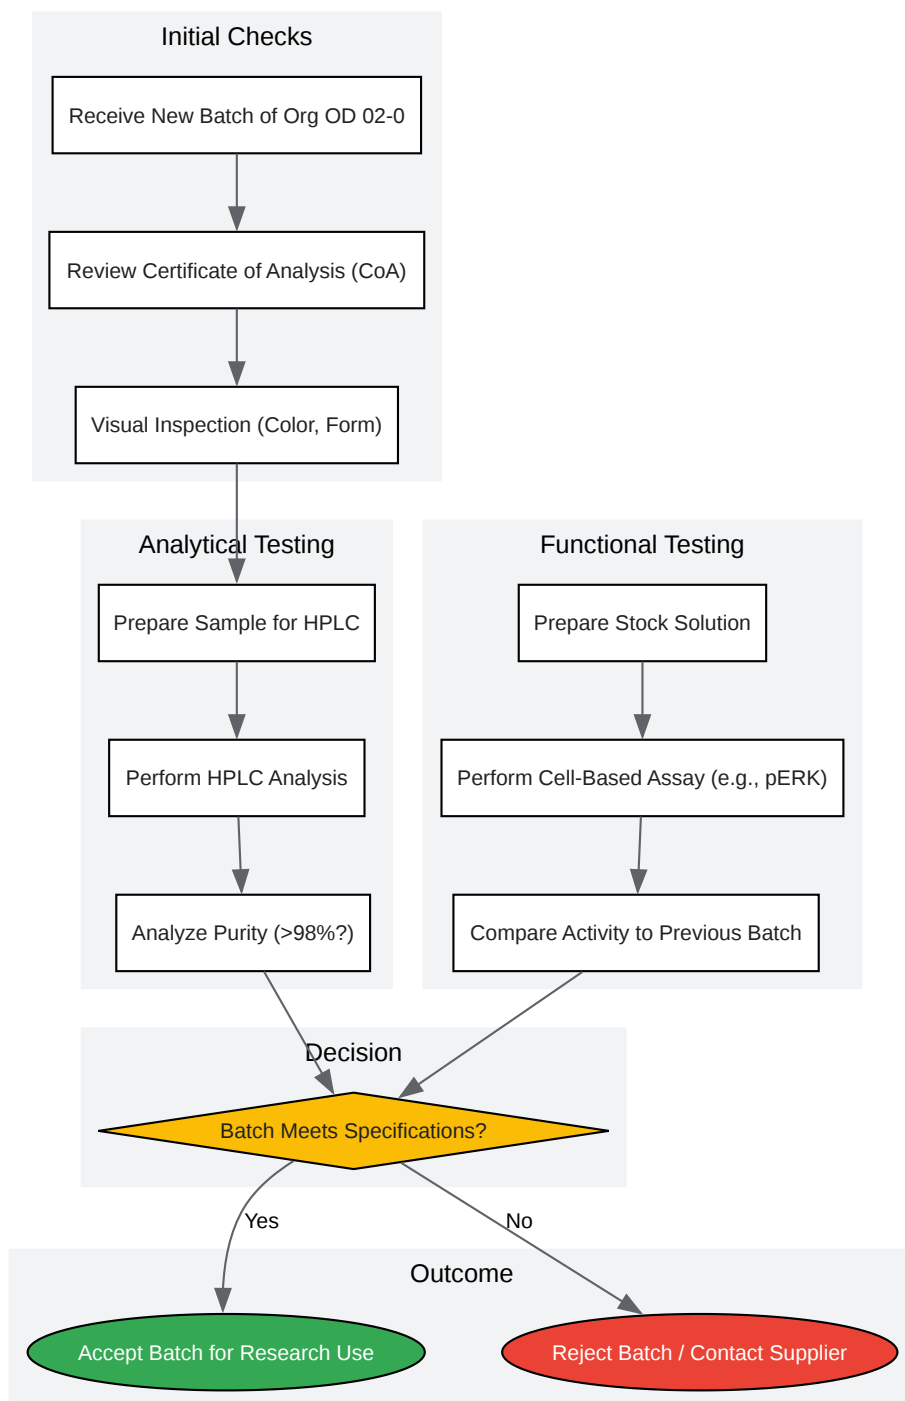 Initial Checks
Receive New Batch of Org OD 02-0
Review Certificate of Analysis (CoA)
Visual Inspection (Color, Form)
Analytical Testing
Prepare Sample for HPLC
Perform HPLC Analysis
Analyze Purity (>98%?)
Functional Testing
Prepare Stock Solution
Perform Cell-Based Assay (e.g., pERK)
Compare Activity to Previous Batch
Decision
Batch Meets Specifications?
Yes
No
Outcome
Accept Batch for Research Use
Reject Batch / Contact Supplier